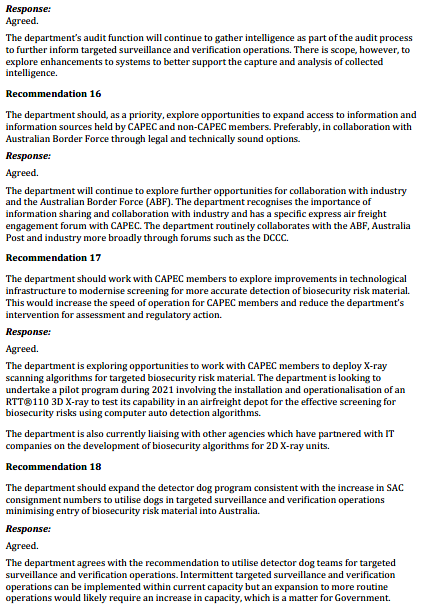 Response:
Agreed.
The department's audit function will continue to gather intelligence as part of the audit process
to further inform targeted surveillance and verification operations. There is scope, however, to
explore enhancements to systems to better support the capture and analysis of collected
intelligence.
Recommendation 16
The department should, as a priority, explore opportunities to expand access to information and
information sources held by CAPEC and non-CAPEC members. Preferably, in collaboration with
Australian Border Force through legal and technically sound options.
Response:
Agreed.
The department will continue to explore further opportunities for collaboration with industry
and the Australian Border Force (ABF). The department recognises the importance of
information sharing and collaboration with industry and has a specific express air freight
engagement forum with CAPEC. The department routinely collaborates with the ABF, Australia
Post and industry more broadly through forums such as the DCCC.
Recommendation 17
The department should work with CAPEC members to explore improvements in technological
infrastructure to modernise screening for more accurate detection of biosecurity risk material.
This would increase the speed of operation for CAPEC members and reduce the department's
intervention for assessment and regulatory action.
Response:
Agreed.
The department is exploring opportunities to work with CAPEC members to deploy X-ray
scanning algorithms for targeted biosecurity risk material. The department is looking to
undertake a pilot program during 2021 involving the installation and operationalisation of an
RTT®110 3D X-ray to test its capability in an airfreight depot for the effective screening for
biosecurity risks using computer auto detection algorithms.
The department is also currently liaising with other agencies which have partnered with IT
companies on the development of biosecurity algorithms for 2D X-ray units.
Recommendation 18
The department should expand the detector dog program consistent with the increase in SAC
consignment numbers to utilise dogs in targeted surveillance and verification operations
minimising entry of biosecurity risk material into Australia.
Response:
Agreed.
The department agrees with the recommendation to utilise detector dog teams for targeted
surveillance and verification operations. Intermittent targeted surveillance and verification
operations can be implemented within current capacity but an expansion to more routine
operations would likely require an increase in capacity, which is a matter for Government.